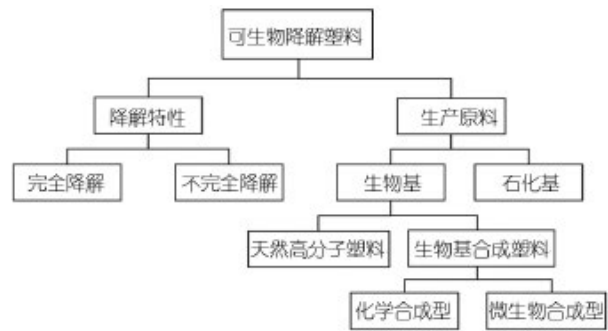 可生物降解塑料
降解特性
生产原料
完全降解
不完全降解
生物基
石化基
天然高分子塑料
生物基合成塑料
化学合成型
微生物合成型